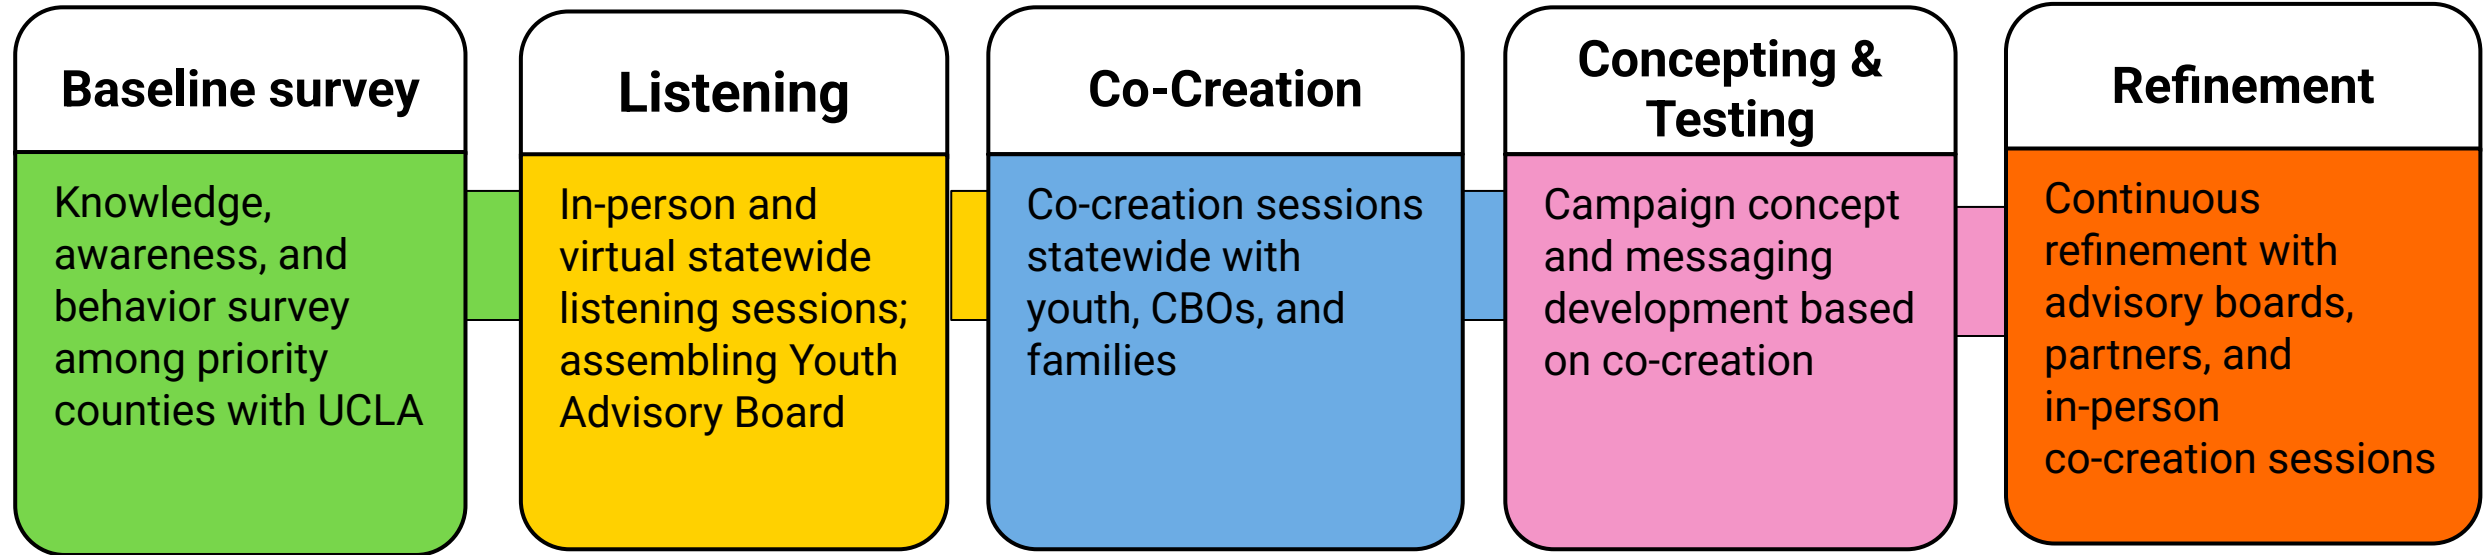 Baseline survey
Knowledge,
awareness, and
behavior survey
among priority
counties with UCLA
Listening
In-person and
virtual statewide
listening sessions;
assembling Youth
Advisory Board
Co-Creation
Co-creation sessions
statewide with
youth, CBOs, and
families
Concepting &
Testing
Campaign concept
and messaging
development based
on co-creation
Refinement
Continuous
refinement with
advisory boards,
partners, and
in-person
co-creation sessions